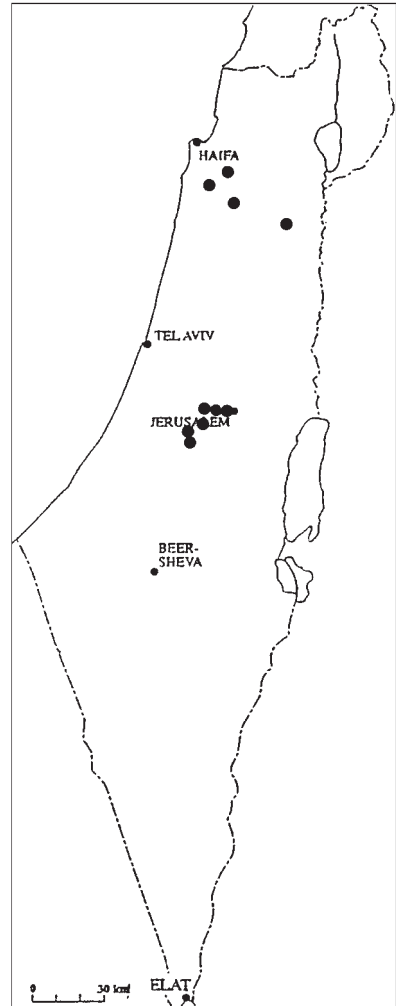 HAIFA
TEL AVIV
JERUSALEM
BEER-
SHEVA
ELAT
0 30 km